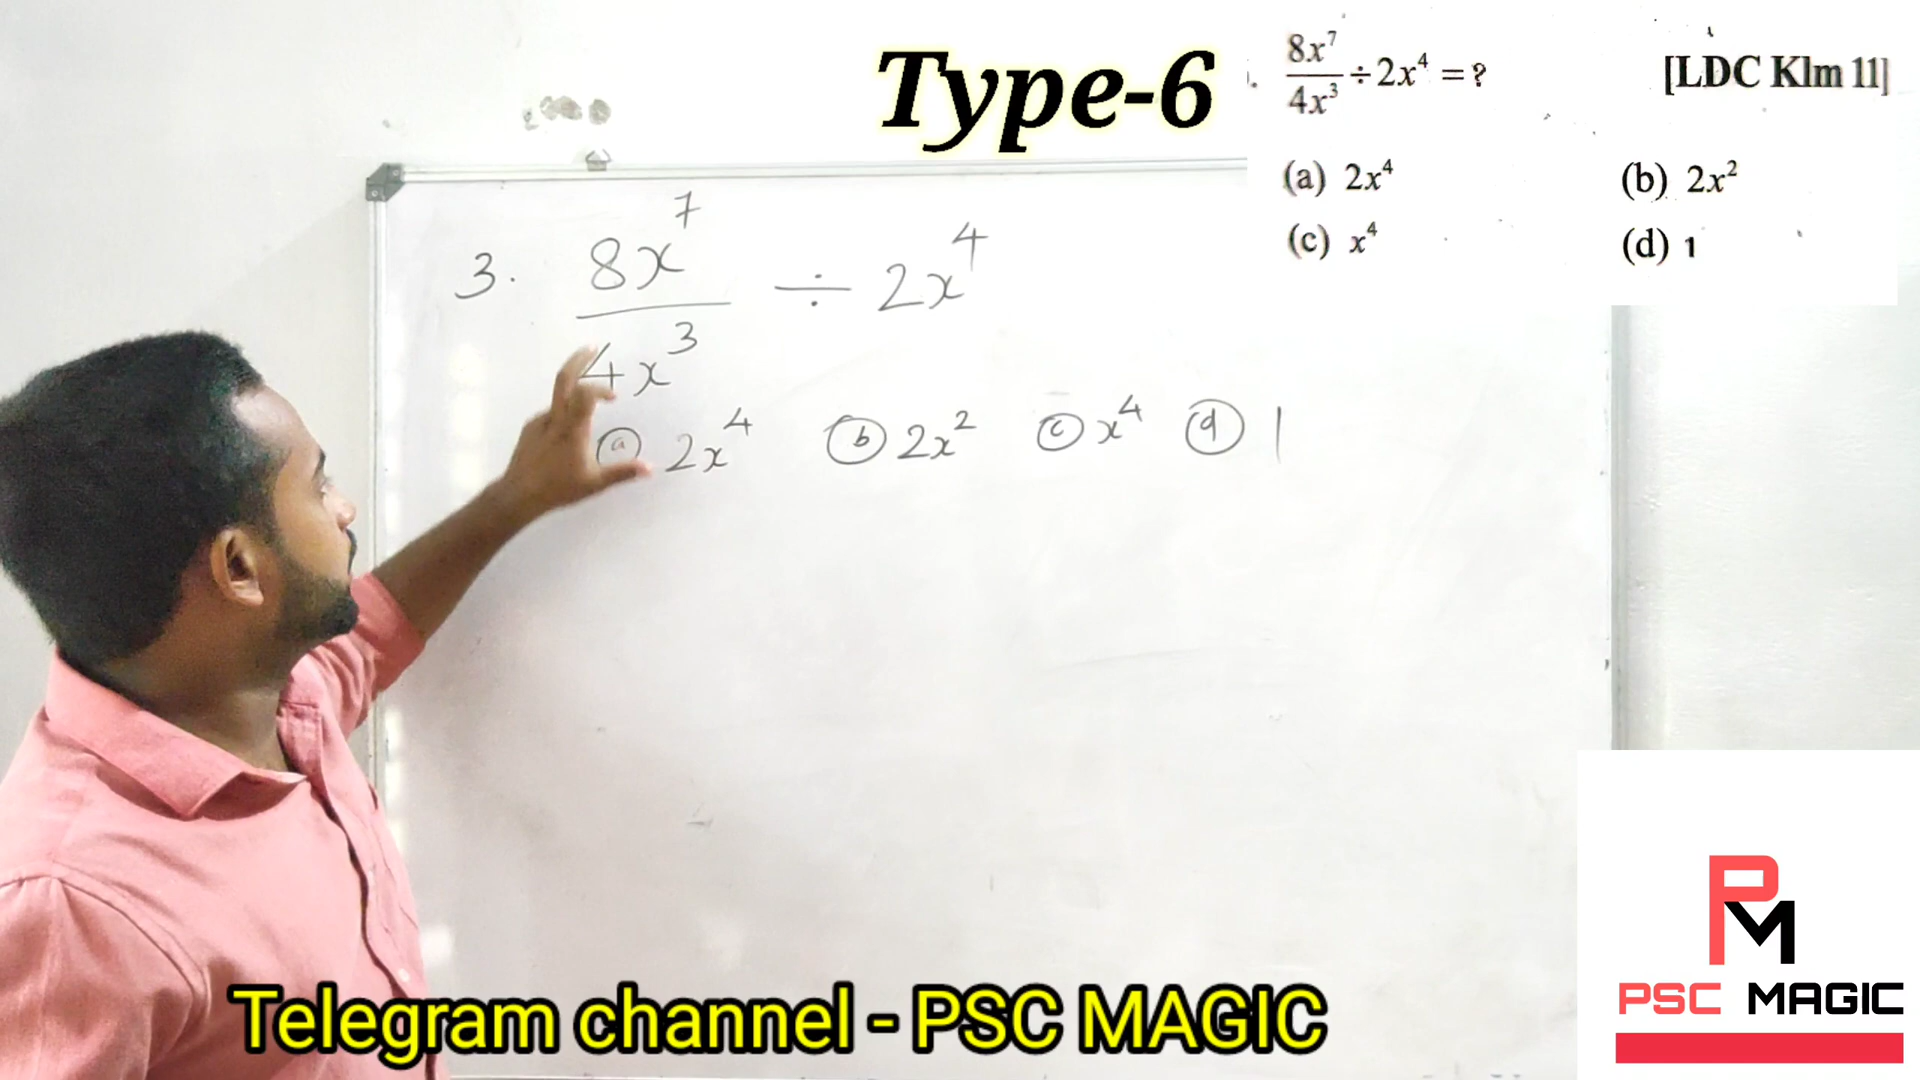 Type-6
8x⁷/4x³ ÷ 2x⁴ = ?
[LDC Klm 11]
(a) 2x⁴ (b) 2x²
(c) x⁴ (d) 1
3. 8x⁷/4x³ ÷ 2x⁴
(a) 2x⁴ (b) 2x² (c) x⁴ (d) 1
Telegram channel - PSC MAGIC
PM
PSC MAGIC